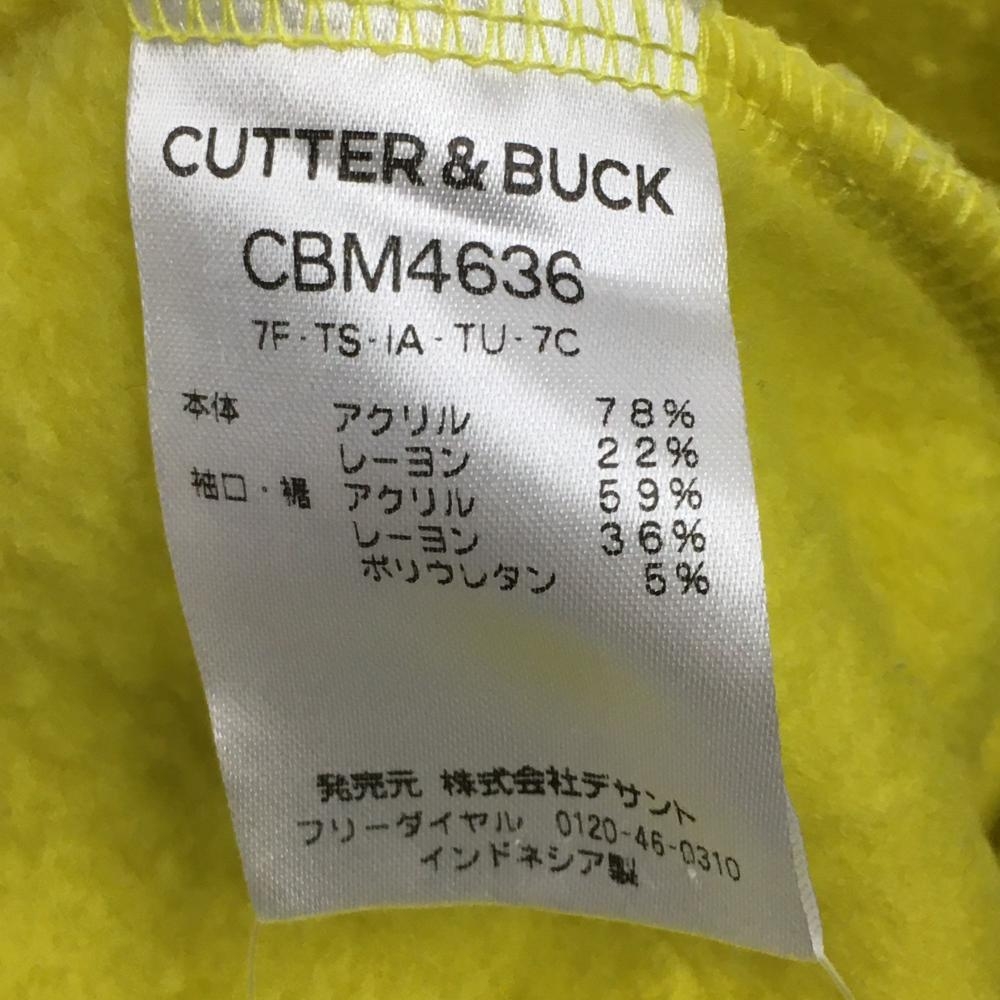 CUTTER & BUCK
CBM4636
7F-TS-IA-TU-7C
本体 アクリル 78%
レーヨン 22%
袖口・裾 アクリル 59%
レーヨン 36%
ポリウレタン 5%
発売元 株式会社デサント
フリーダイヤル 0120-46-0310
インドネシア製